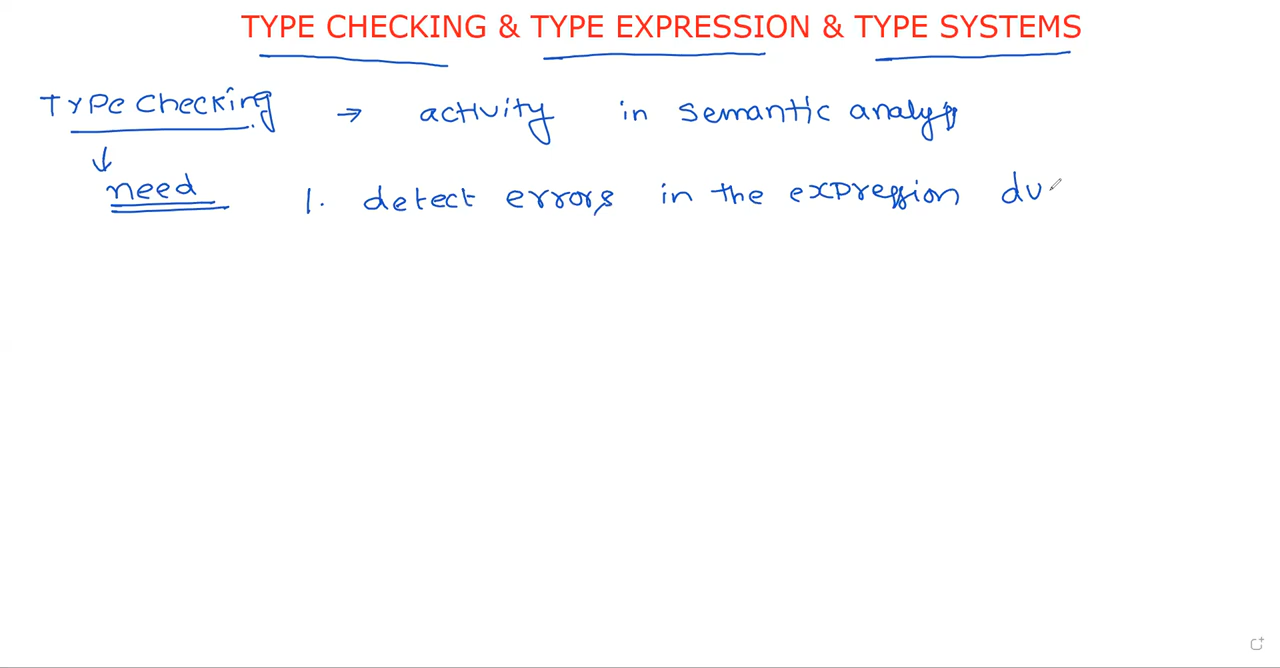 TYPE CHECKING & TYPE EXPRESSION & TYPE SYSTEMS
Type Checking → activity in semantic analysis
↓
need 1. detect errors in the expression du